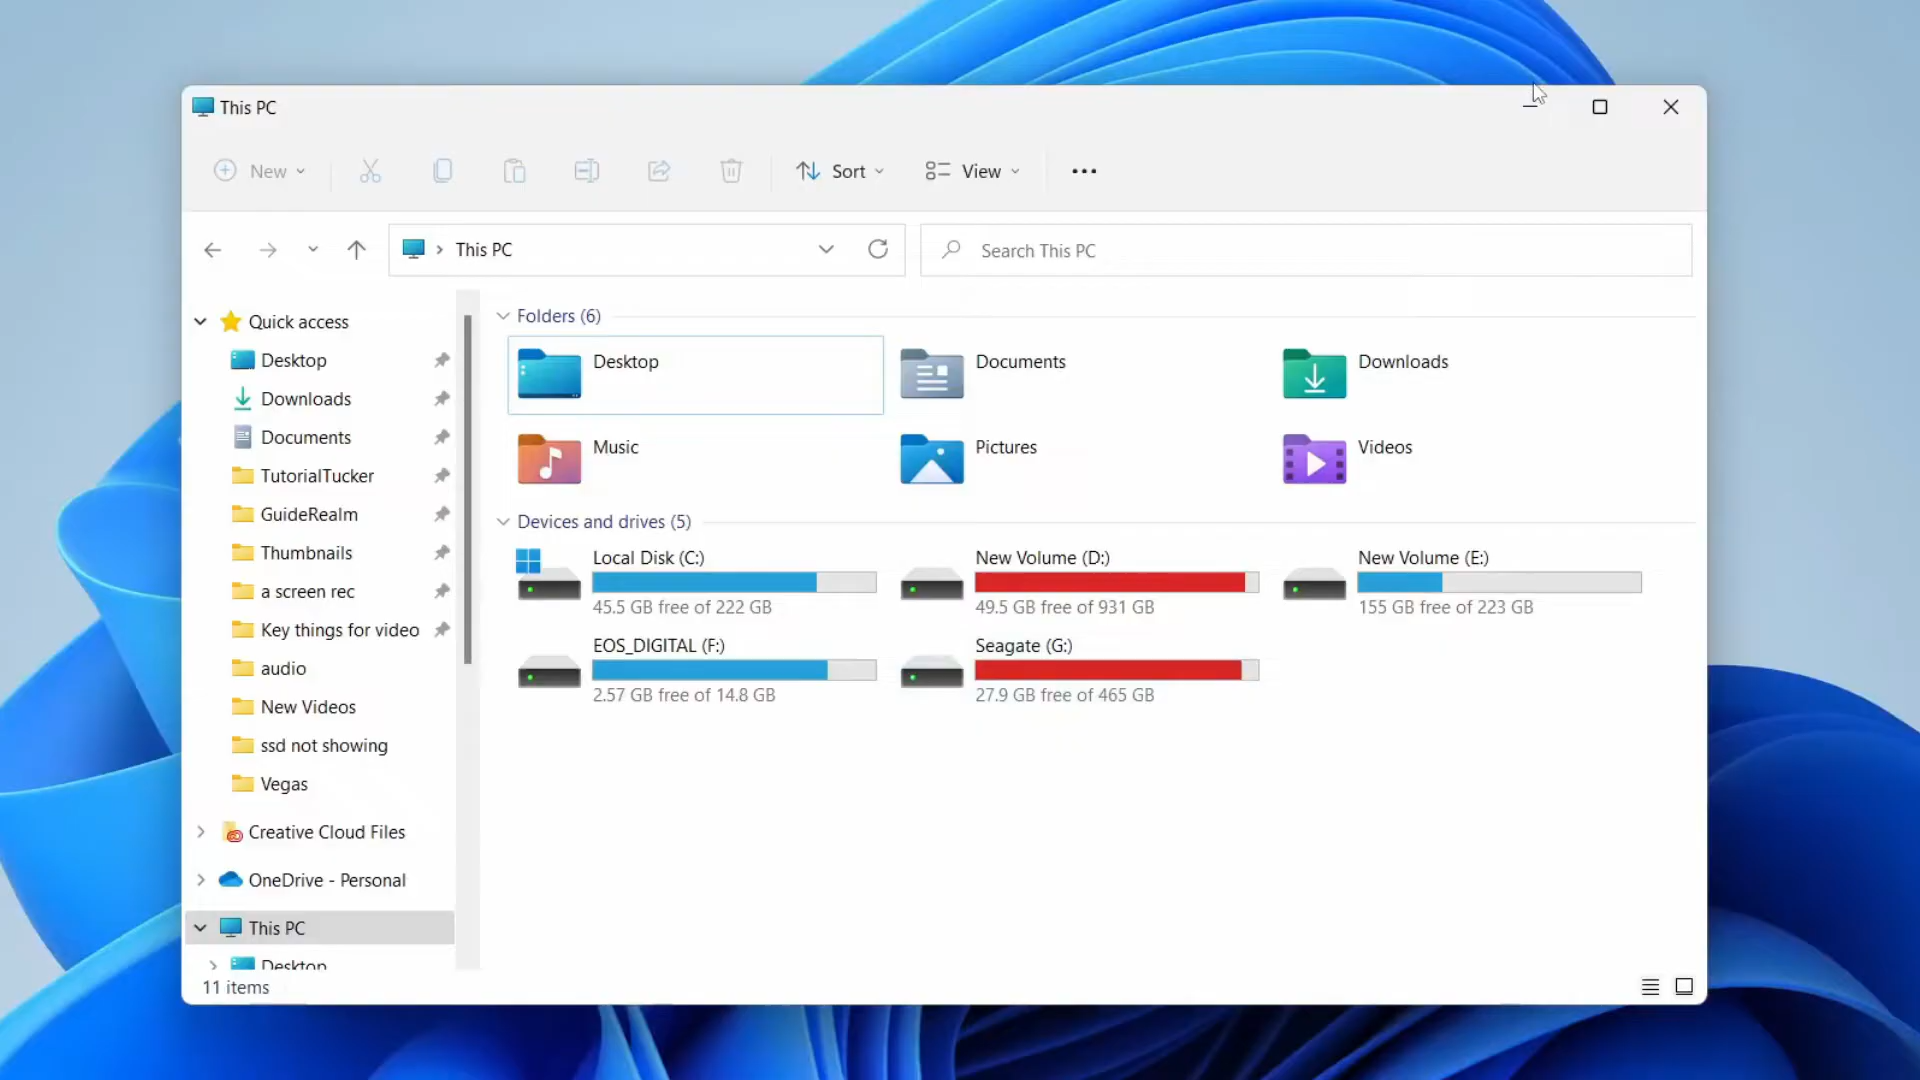 This PC
New
Sort
View
This PC
Search This PC
Quick access
Desktop
Downloads
Documents
TutorialTucker
GuideRealm
Thumbnails
a screen rec
Key things for video
audio
New Videos
ssd not showing
Vegas
Creative Cloud Files
OneDrive - Personal
This PC
Desktop
Folders (6)
Desktop
Documents
Downloads
Music
Pictures
Videos
Devices and drives (5)
Local Disk (C:)
45.5 GB free of 222 GB
New Volume (D:)
49.5 GB free of 931 GB
New Volume (E:)
155 GB free of 223 GB
EOS_DIGITAL (F:)
2.57 GB free of 14.8 GB
Seagate (G:)
27.9 GB free of 465 GB
11 items